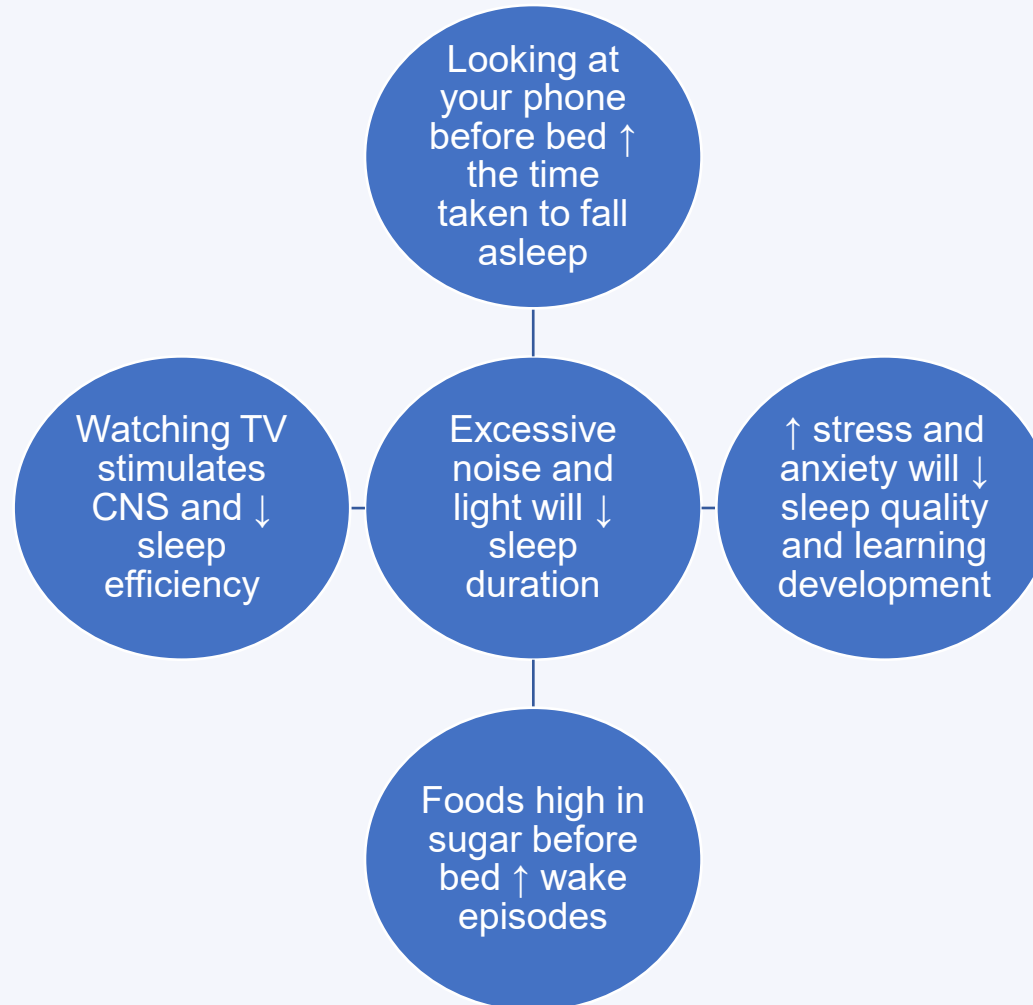 Looking at
your phone
before bed ↑
the time
taken to fall
asleep
Watching TV
stimulates
CNS and ↓
sleep
efficiency
Excessive
noise and
light will ↓
sleep
duration
↑ stress and
anxiety will ↓
sleep quality
and learning
development
Foods high in
sugar before
bed ↑ wake
episodes